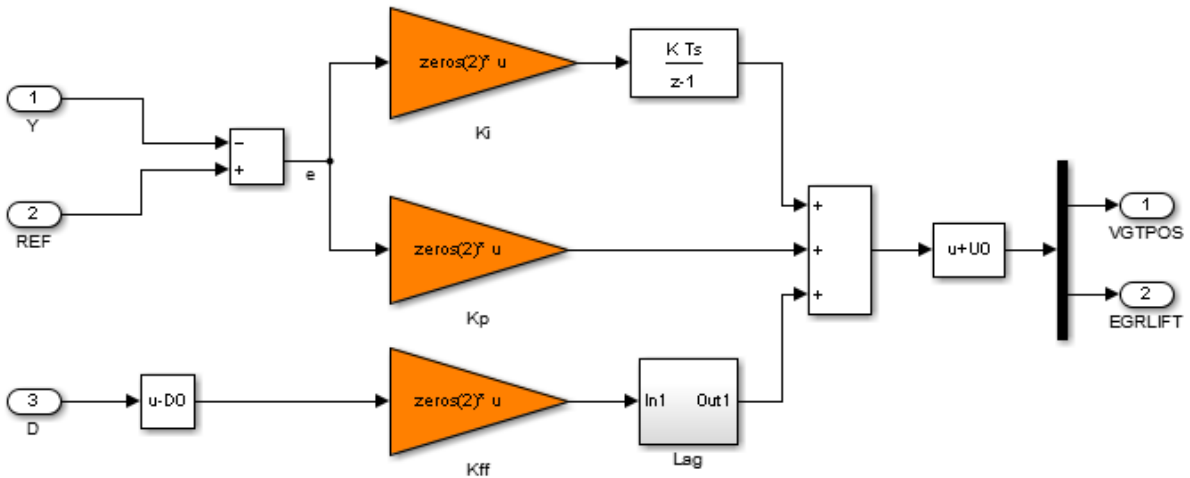 zeros(2)* u
Ki
K Ts
z-1
1
Y
-
+
e
2
REF
zeros(2)* u
Kp
+
+
+
u+U0
1
VGTPOS
2
EGRLIFT
3
D
u-D0
zeros(2)* u
Kff
In1 Out1
Lag